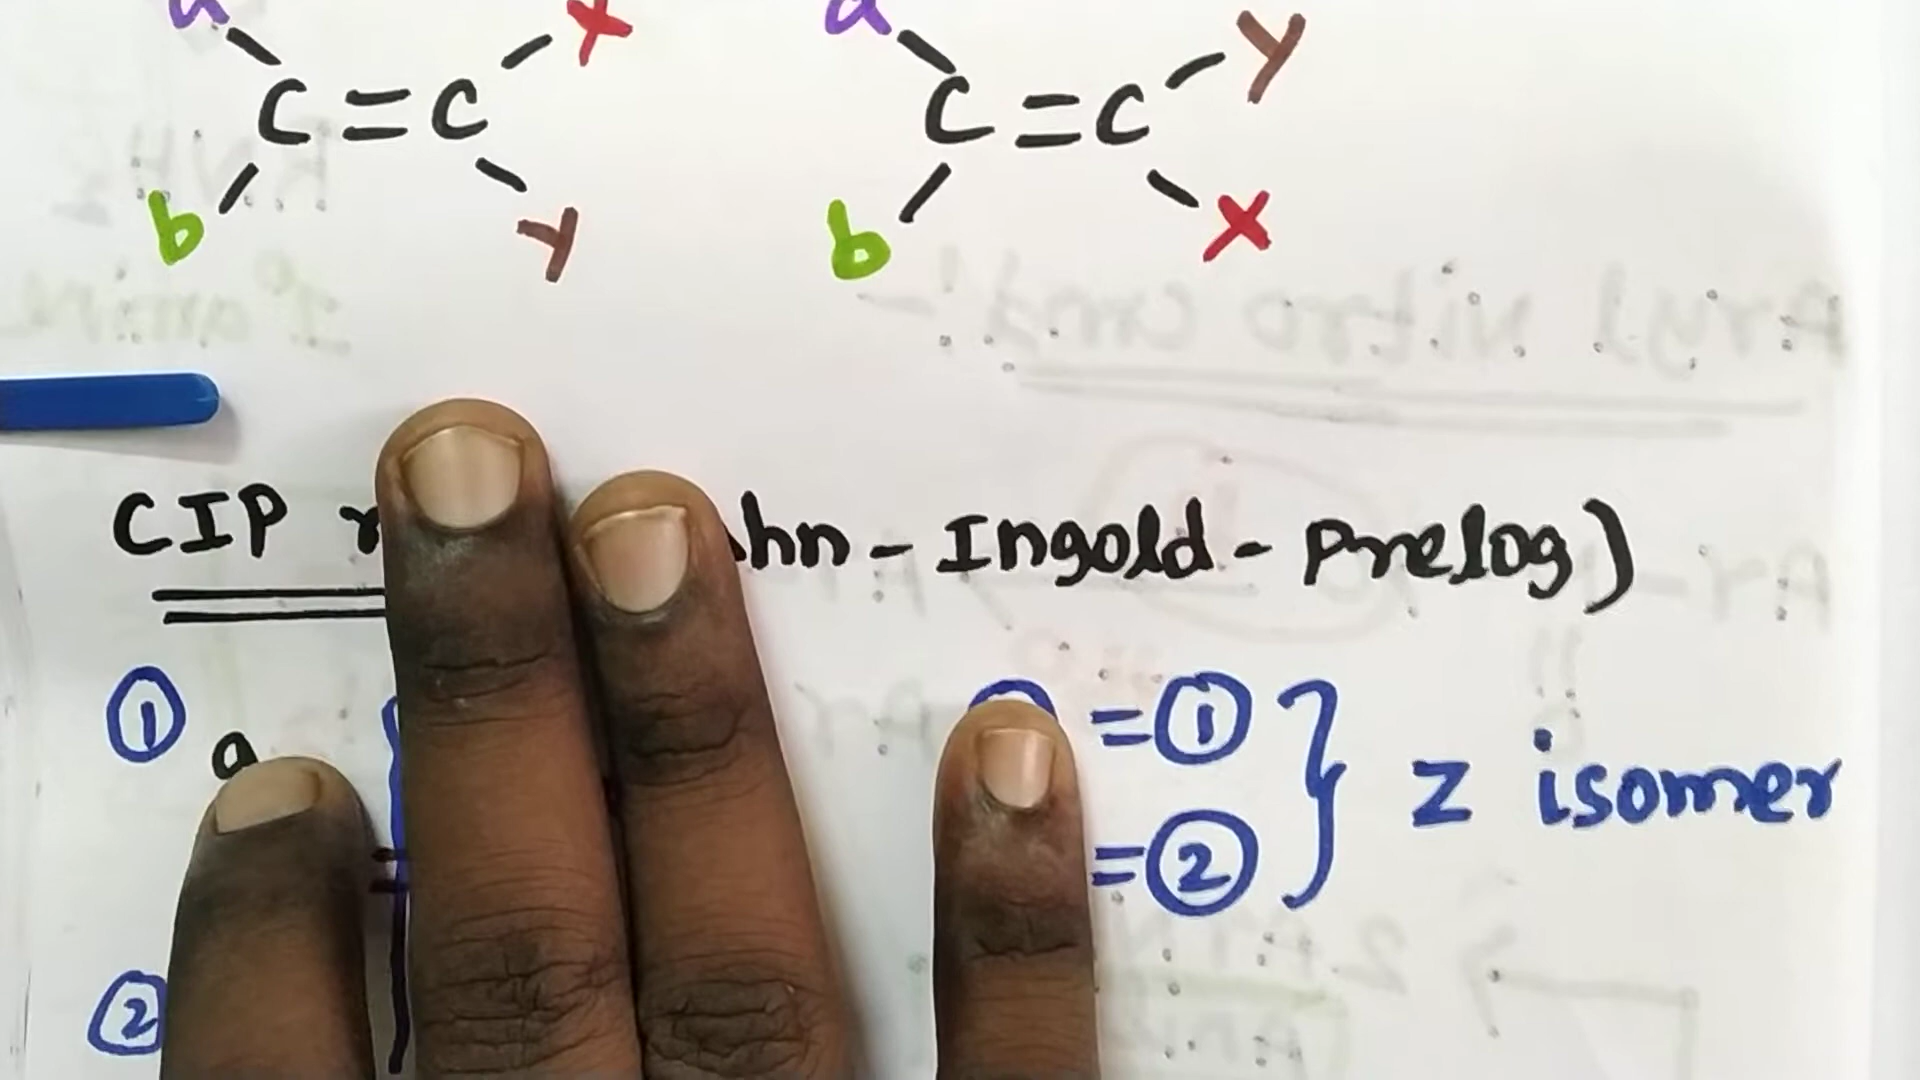 a x a y
C = C C = C
b y b x
CIP hn - Ingold - Prelog)
① = ① } Z isomer
a
= ②
②